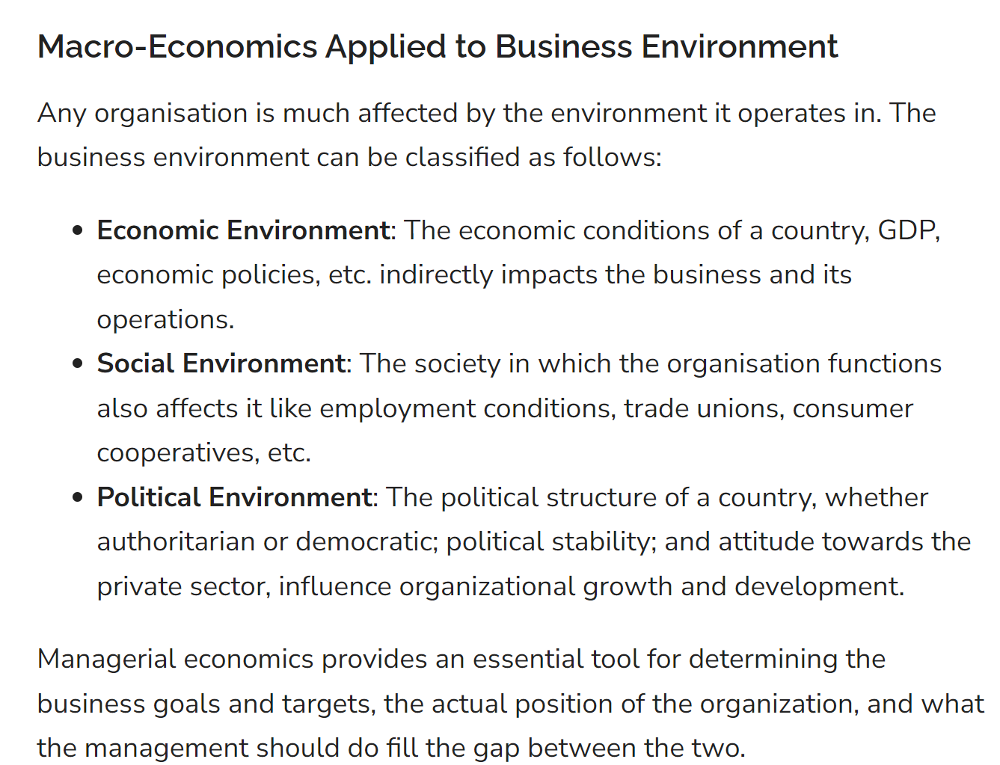 Macro-Economics Applied to Business Environment
Any organisation is much affected by the environment it operates in. The
business environment can be classified as follows:
• Economic Environment: The economic conditions of a country, GDP,
economic policies, etc. indirectly impacts the business and its
operations.
• Social Environment: The society in which the organisation functions
also affects it like employment conditions, trade unions, consumer
cooperatives, etc.
• Political Environment: The political structure of a country, whether
authoritarian or democratic; political stability; and attitude towards the
private sector, influence organizational growth and development.
Managerial economics provides an essential tool for determining the
business goals and targets, the actual position of the organization, and what
the management should do fill the gap between the two.